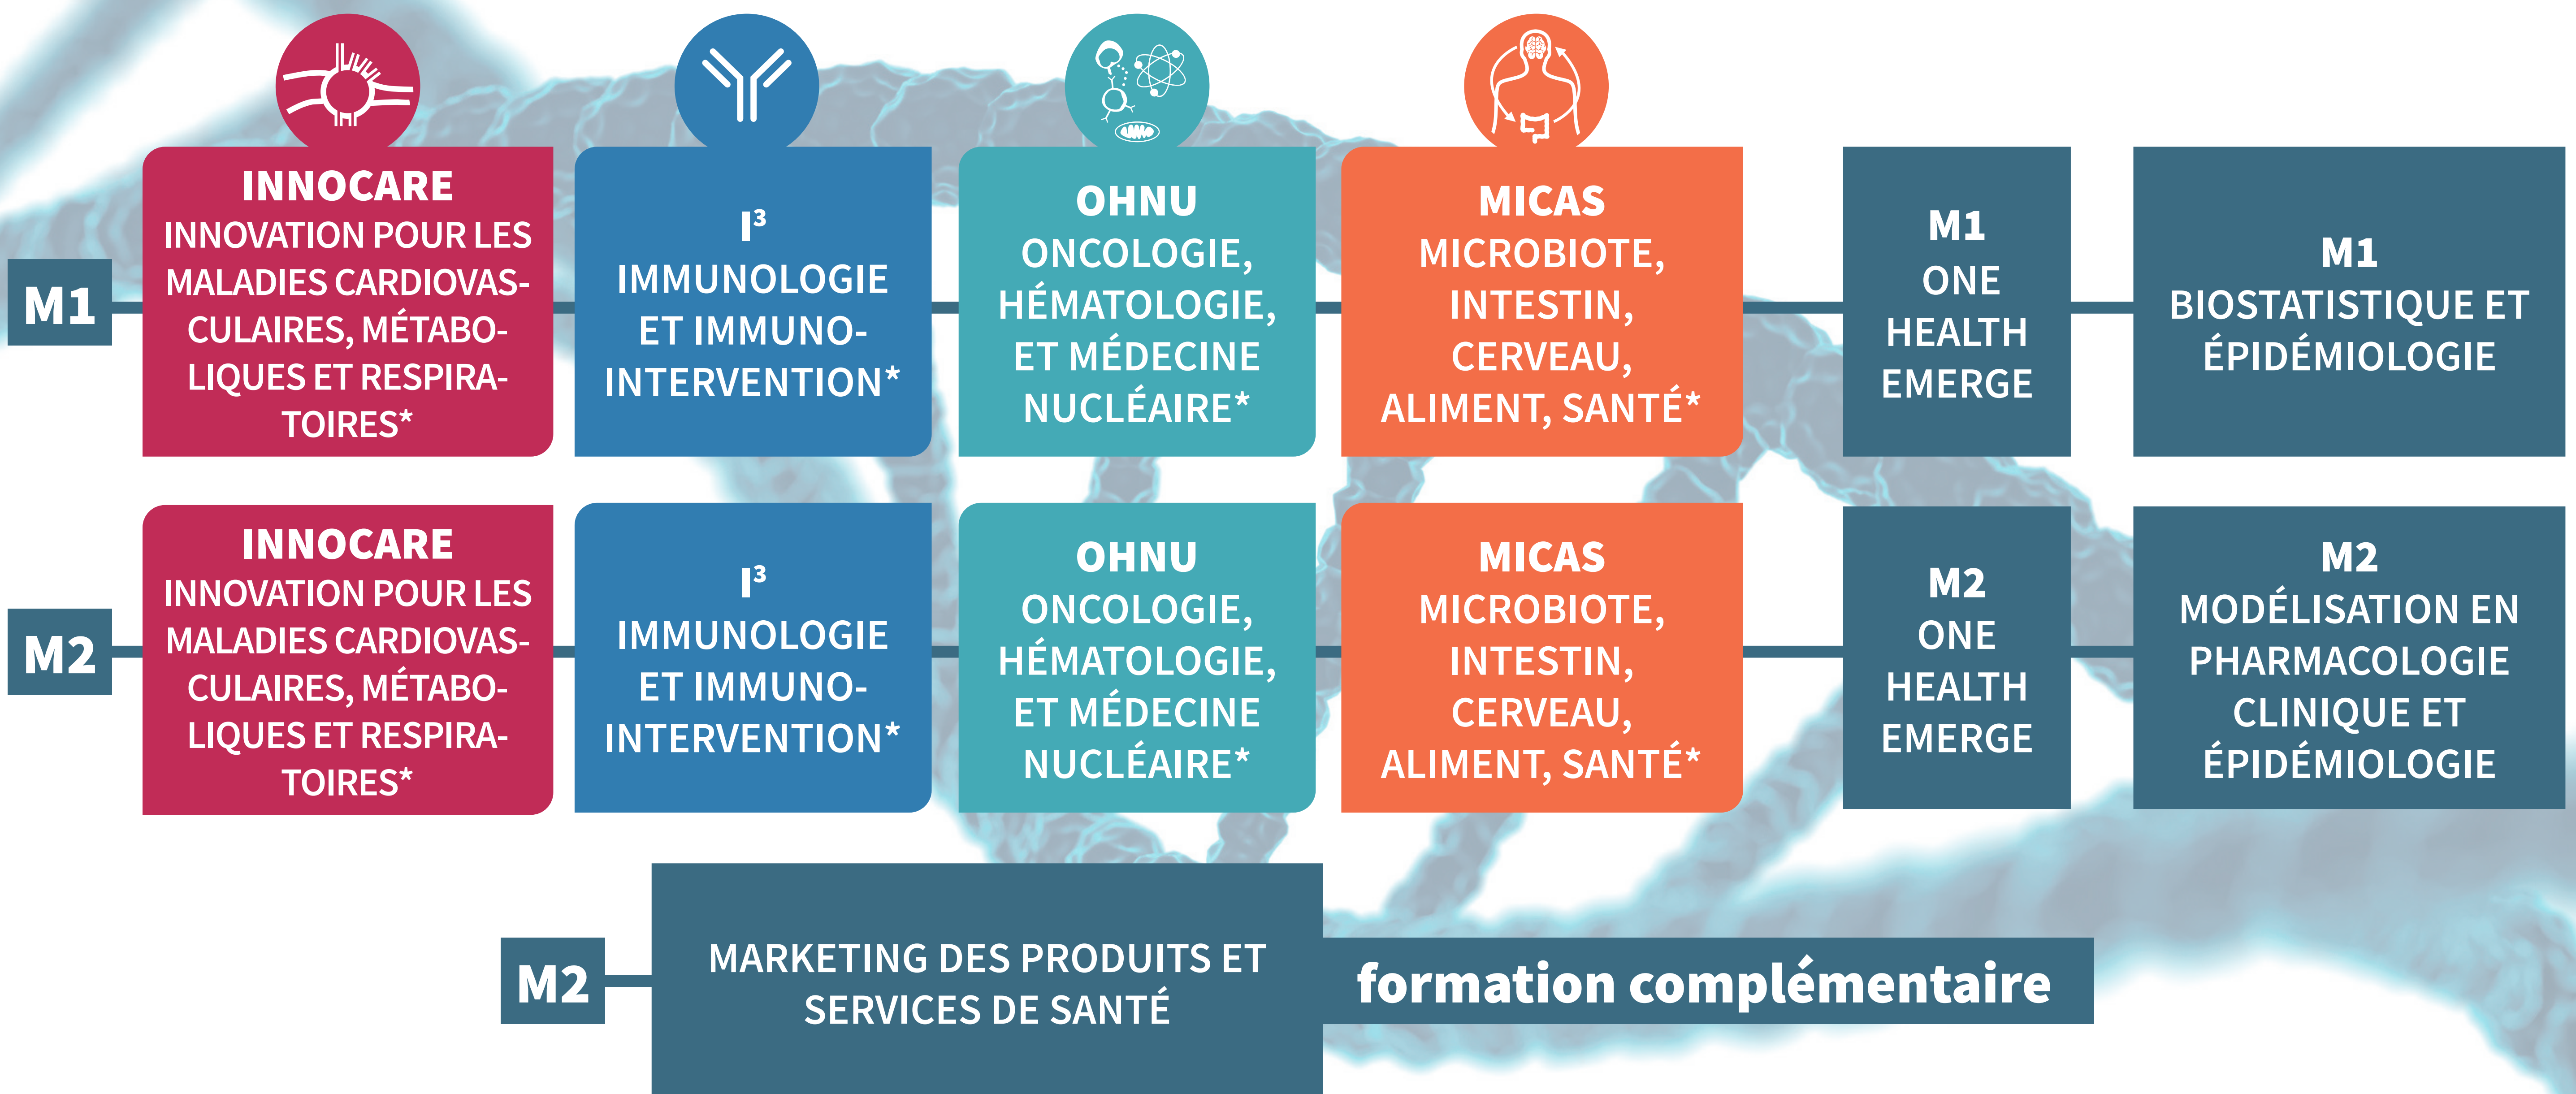 M1
INNOCARE
INNOVATION POUR LES
MALADIES CARDIOVAS-
CULAIRES, MÉTABO-
LIQUES ET RESPIRA-
TOIRES*
I³
IMMUNOLOGIE
ET IMMUNO-
INTERVENTION*
OHNU
ONCOLOGIE,
HÉMATOLOGIE,
ET MÉDECINE
NUCLÉAIRE*
MICAS
MICROBIOTE,
INTESTIN,
CERVEAU,
ALIMENT, SANTÉ*
M1
ONE
HEALTH
EMERGE
M1
BIOSTATISTIQUE ET
ÉPIDÉMIOLOGIE
M2
INNOCARE
INNOVATION POUR LES
MALADIES CARDIOVAS-
CULAIRES, MÉTABO-
LIQUES ET RESPIRA-
TOIRES*
I³
IMMUNOLOGIE
ET IMMUNO-
INTERVENTION*
OHNU
ONCOLOGIE,
HÉMATOLOGIE,
ET MÉDECINE
NUCLÉAIRE*
MICAS
MICROBIOTE,
INTESTIN,
CERVEAU,
ALIMENT, SANTÉ*
M2
ONE
HEALTH
EMERGE
M2
MODÉLISATION EN
PHARMACOLOGIE
CLINIQUE ET
ÉPIDÉMIOLOGIE
M2
MARKETING DES PRODUITS ET
SERVICES DE SANTÉ
formation complémentaire